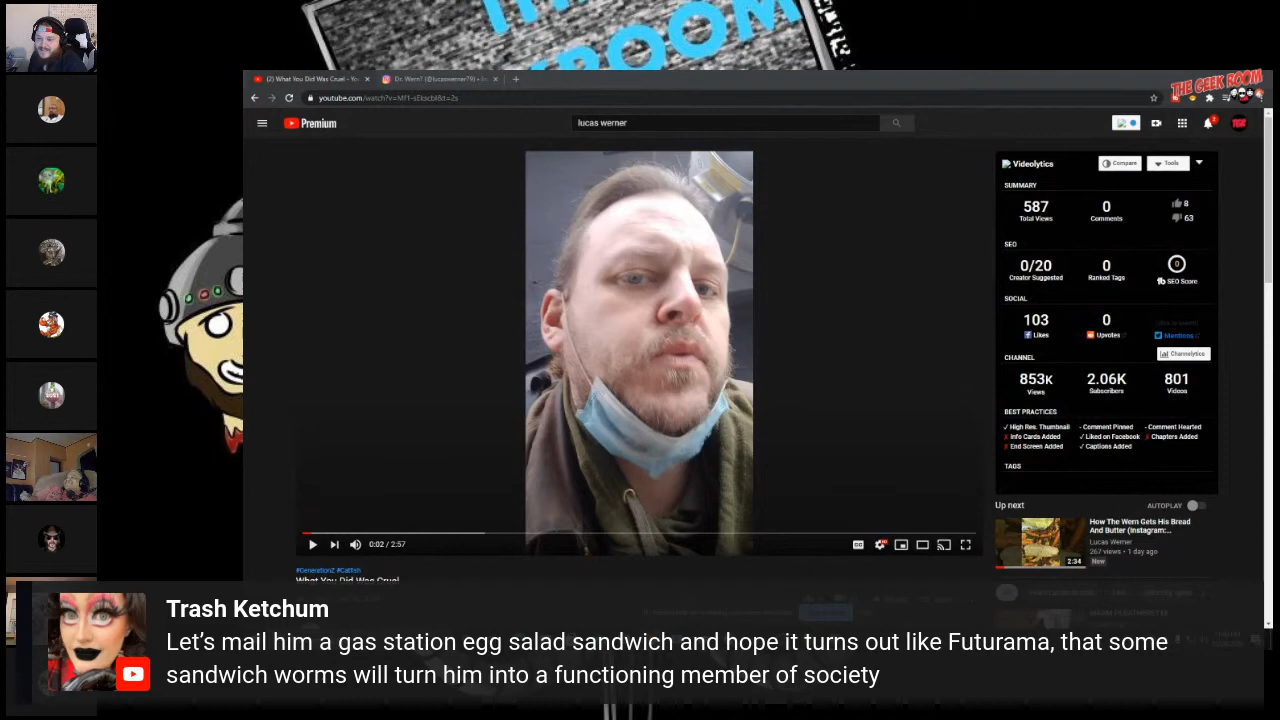 THE GEEK ROOM
(2) What You Did Was Cruel - Yo
Dr. Wern? (@lucaswerner79) • In
youtube.com/watch?v=
Premium
lucas werner
2
Videolytics
Compare
Tools
SUMMARY
587
0
8
Total Views
Comments
63
SEO
0/20
0
0
Creator Suggested
Ranked Tags
tb SEO Score
SOCIAL
103
0
Likes
Upvotes
Mentions
Channelytics
CHANNEL
853K
2.06K
801
Views
Subscribers
Videos
BEST PRACTICES
✓ High Res. Thumbnail
- Comment Pinned
- Comment Hearted
✗ Info Cards Added
✓ Liked on Facebook
✗ Chapters Added
✗ End Screen Added
✓ Captions Added
TAGS
Up next
AUTOPLAY
How The Wern Gets His Bread
And Butter (Instagram:...
Lucas Werner
267 views • 1 day ago
New
2:34
0:02 / 2:57
CC
HD
#GenerationZ #Catfish
What You Did Was Cruel
Trash Ketchum
Let’s mail him a gas station egg salad sandwich and hope it turns out like Futurama, that some
sandwich worms will turn him into a functioning member of society